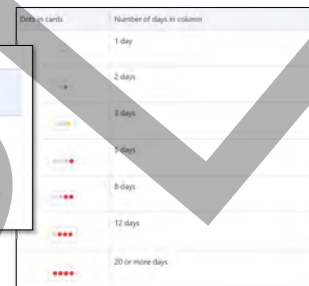 Dots in cards Number of days in column
1 day
2 days
3 days
5 days
8 days
12 days
20 or more days